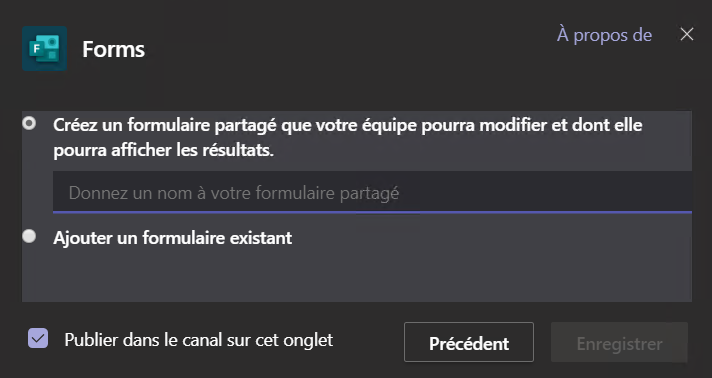 À propos de
Forms
Créez un formulaire partagé que votre équipe pourra modifier et dont elle
pourra afficher les résultats.
Donnez un nom à votre formulaire partagé
Ajouter un formulaire existant
Publier dans le canal sur cet onglet
Précédent
Enregistrer